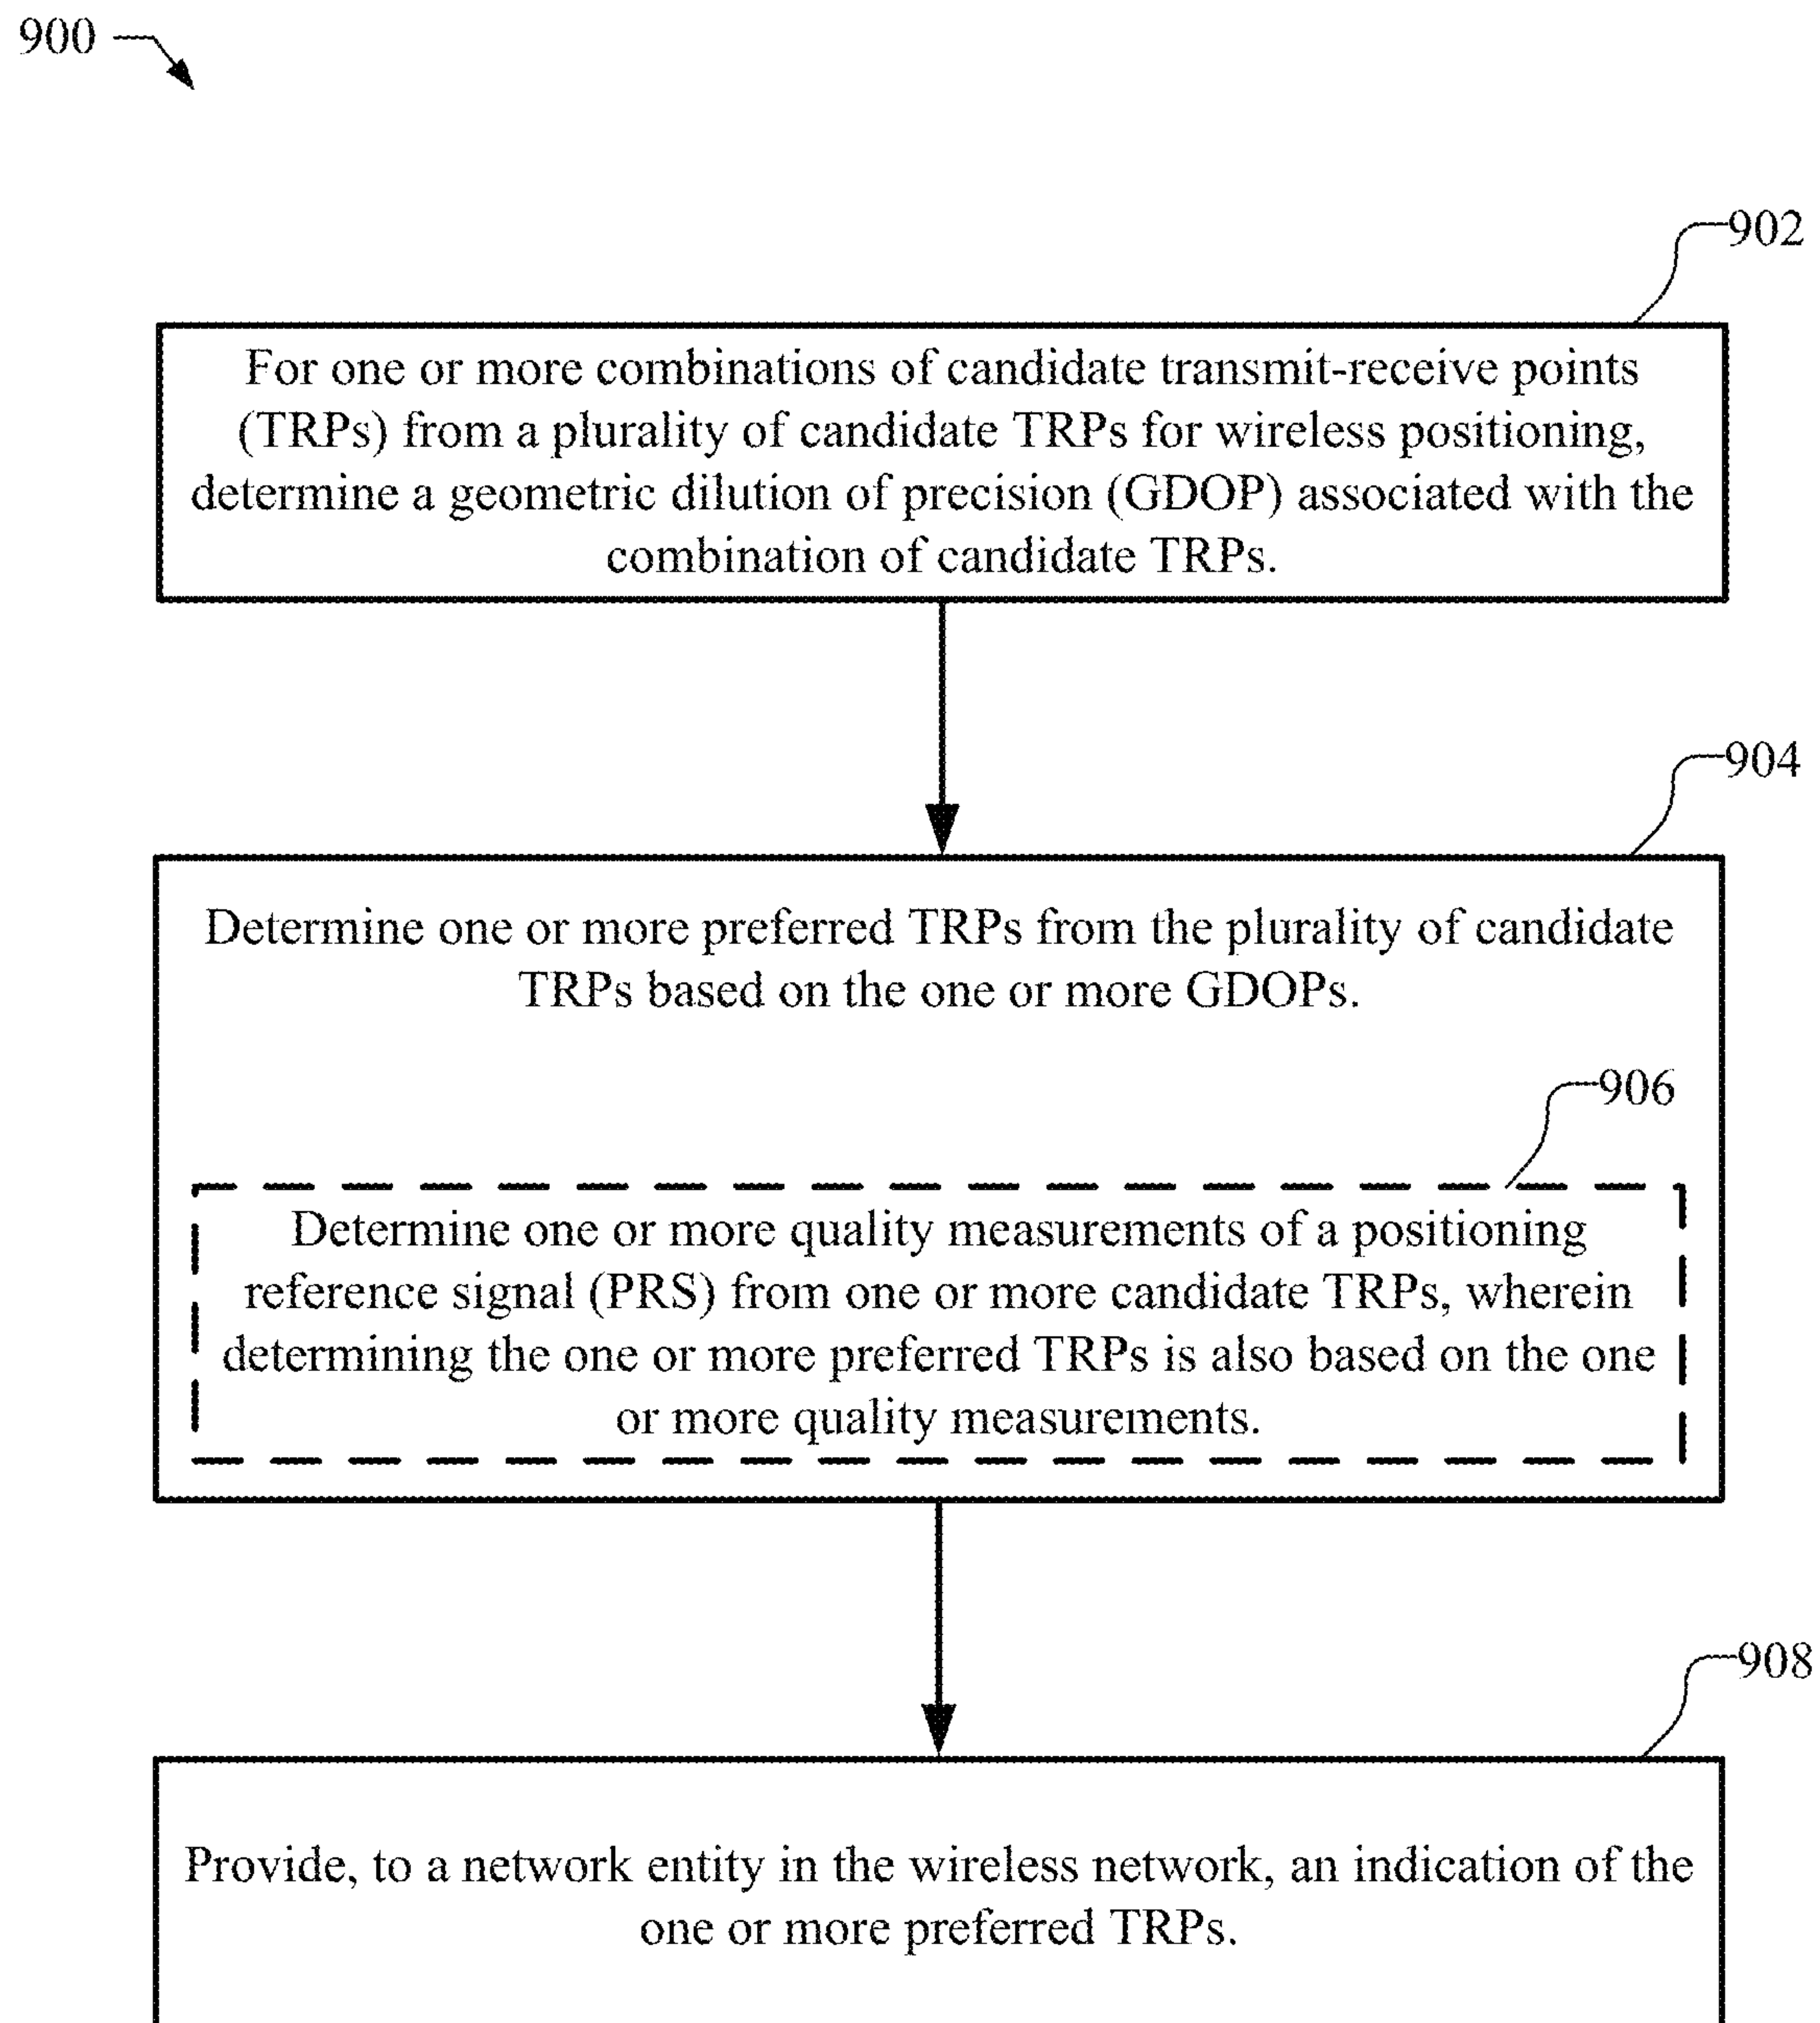 900
902
For one or more combinations of candidate transmit-receive points
(TRPs) from a plurality of candidate TRPs for wireless positioning,
determine a geometric dilution of precision (GDOP) associated with the
combination of candidate TRPs.
904
Determine one or more preferred TRPs from the plurality of candidate
TRPs based on the one or more GDOPs.
906
Determine one or more quality measurements of a positioning
reference signal (PRS) from one or more candidate TRPs, wherein
determining the one or more preferred TRPs is also based on the one
or more quality measurements.
908
Provide, to a network entity in the wireless network, an indication of the
one or more preferred TRPs.